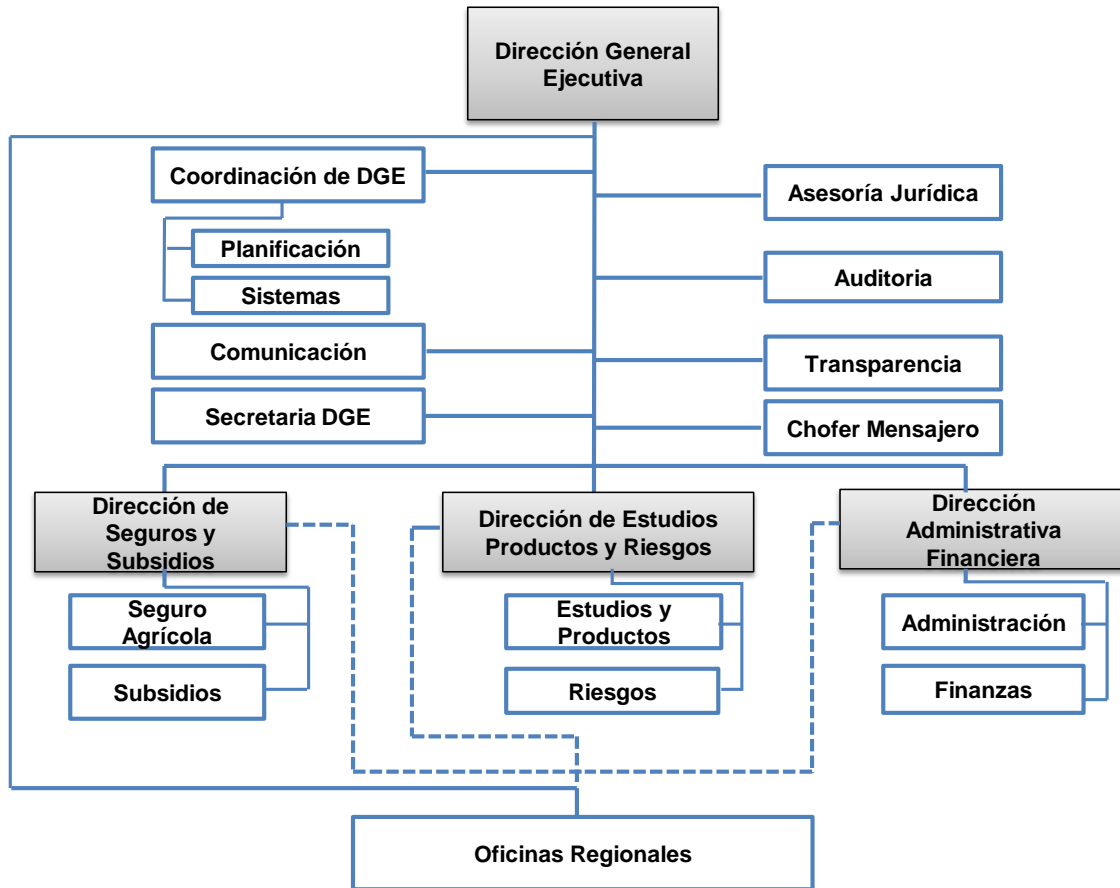 Dirección General
Ejecutiva
Coordinación de DGE
Asesoría Jurídica
Planificación
Auditoria
Sistemas
Comunicación
Transparencia
Secretaria DGE
Chofer Mensajero
Dirección de
Seguros y
Subsidios
Dirección de Estudios
Productos y Riesgos
Dirección
Administrativa
Financiera
Seguro
Agrícola
Estudios y
Productos
Administración
Subsidios
Riesgos
Finanzas
Oficinas Regionales